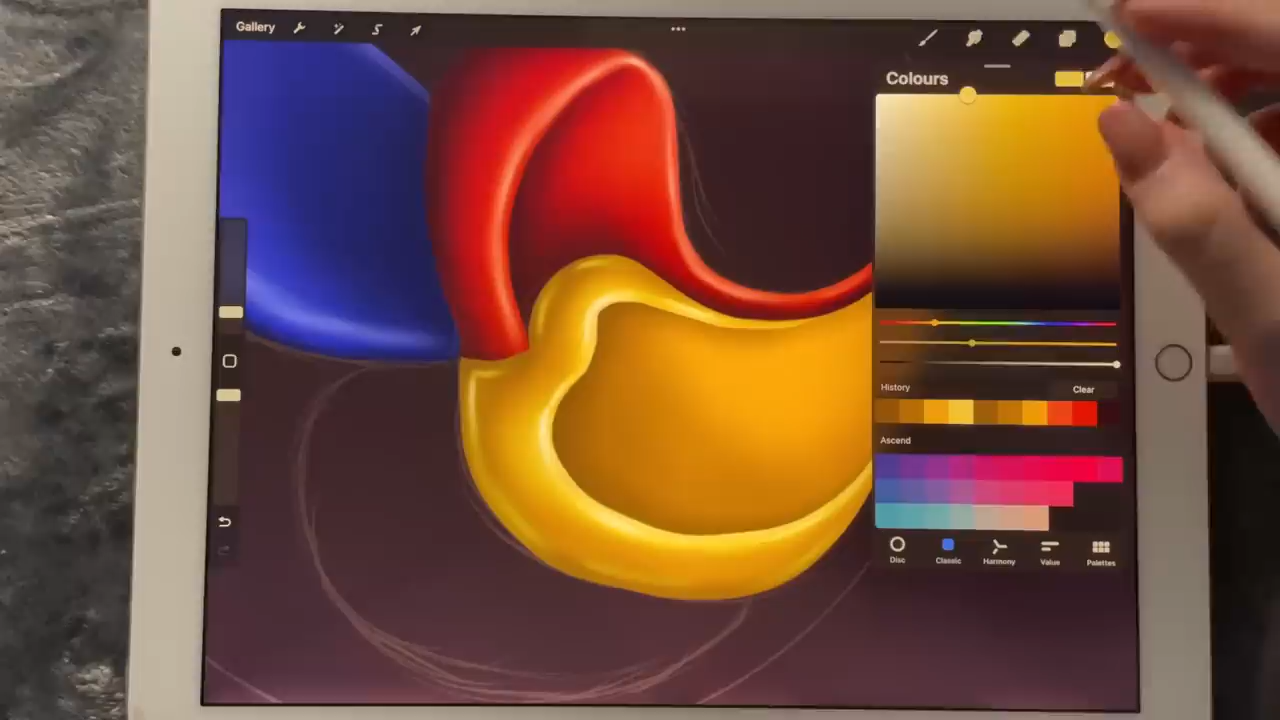 Gallery
Colours
History Clear
Ascend
Disc Classic Harmony Value Palettes